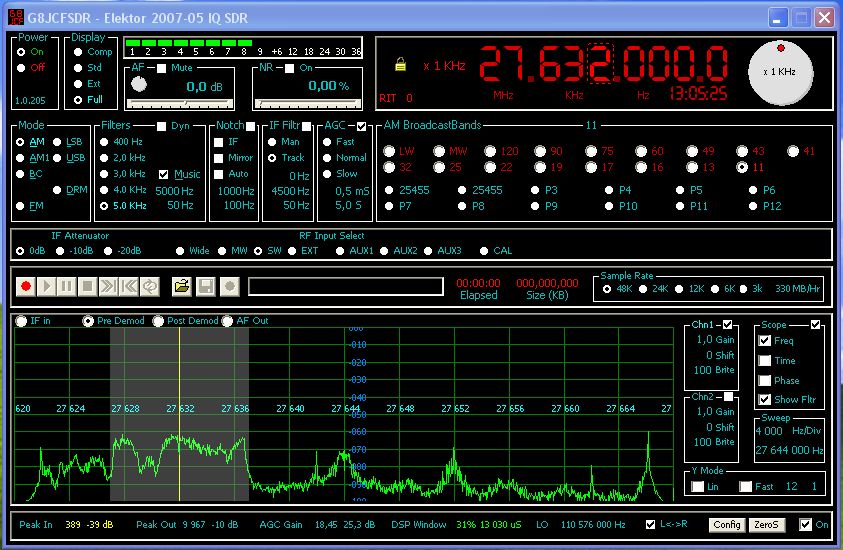 G8JCFSDR - Elektor 2007-05 IQ SDR
Power
On
Off
1.0.205
Display
Comp
Std
Ext
Full
1 2 3 4 5 6 7 8 9 +6 12 18 24 30 36
AF Mute
0,0 dB
NR On
0,00 %
x 1 KHz 27.632.000.0
RIT 0 MHz KHz Hz 13:05:25
x 1 KHz
Mode
AM LSB
AM1 USB
BC
DRM
FM
Filters Dyn
400 Hz
2,0 kHz
3,0 kHz Music
4.0 KHz 5000 Hz
5.0 KHz 50 Hz
Notch
IF
Mirror
Auto
1000Hz
100Hz
IF Filtr
Man
Track
0 Hz
4500 Hz
50 Hz
AGC
Fast
Normal
Slow
0,5 mS
5,0 S
AM BroadcastBands 11
LW MW 120 90 75 60 49 43 41
32 25 22 19 17 16 13 11
25455 25455 P3 P4 P5 P6
P7 P8 P9 P10 P11 P12
IF Attenuator
0dB -10dB -20dB
RF Input Select
Wide MW SW EXT AUX1 AUX2 AUX3 CAL
00:00:00 000,000,000
Elapsed Size (KB)
Sample Rate
48K 24K 12K 6K 3k 330 MB/Hr
IF in Pre Demod Post Demod AF Out
000
-010
-020
-030
-040
620 27 624 27 628 27 632 27 636 27 640 27 644 27 648 27 652 27 656 27 660 27 664 27
-050
-060
-070
-080
-090
-100
Chn1
1,0 Gain
0 Shift
100 Brite
Chn2
1,0 Gain
0 Shift
100 Brite
Scope
Freq
Time
Phase
Show Fltr
Sweep
4 000 Hz/Div
27 644 000 Hz
Y Mode
Lin Fast 12 1
Peak In 389 -39 dB Peak Out 9 967 -10 dB AGC Gain 18,45 25,3 dB DSP Window 31% 13 030 uS LO 110 576 000 Hz L<->R Config ZeroS On